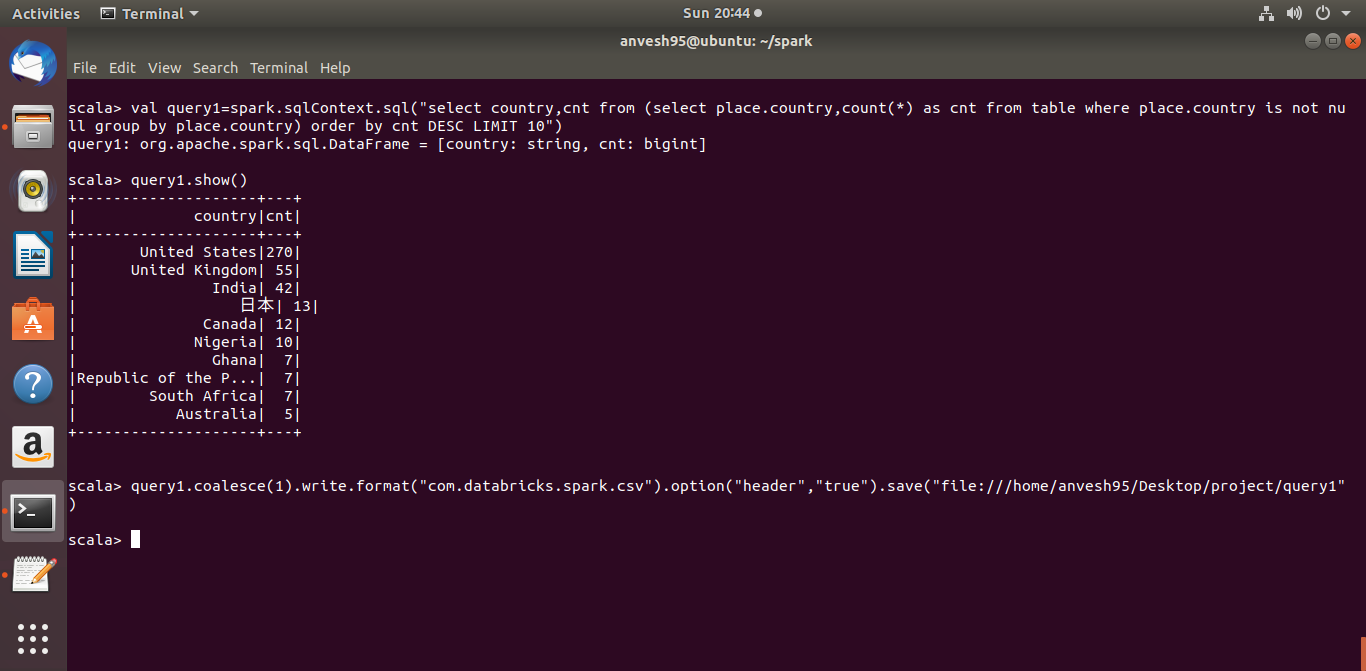 Activities Terminal Sun 20:44
anvesh95@ubuntu: ~/spark
File Edit View Search Terminal Help
scala> val query1=spark.sqlContext.sql("select country,cnt from (select place.country,count(*) as cnt from table where place.country is not nu
ll group by place.country) order by cnt DESC LIMIT 10")
query1: org.apache.spark.sql.DataFrame = [country: string, cnt: bigint]
scala> query1.show()
+--------------------+---+
|             country|cnt|
+--------------------+---+
|       United States|270|
|      United Kingdom| 55|
|               India| 42|
|                  日本| 13|
|              Canada| 12|
|             Nigeria| 10|
|               Ghana|  7|
|Republic of the P...|  7|
|        South Africa|  7|
|           Australia|  5|
+--------------------+---+
scala> query1.coalesce(1).write.format("com.databricks.spark.csv").option("header","true").save("file:///home/anvesh95/Desktop/project/query1"
)
scala>